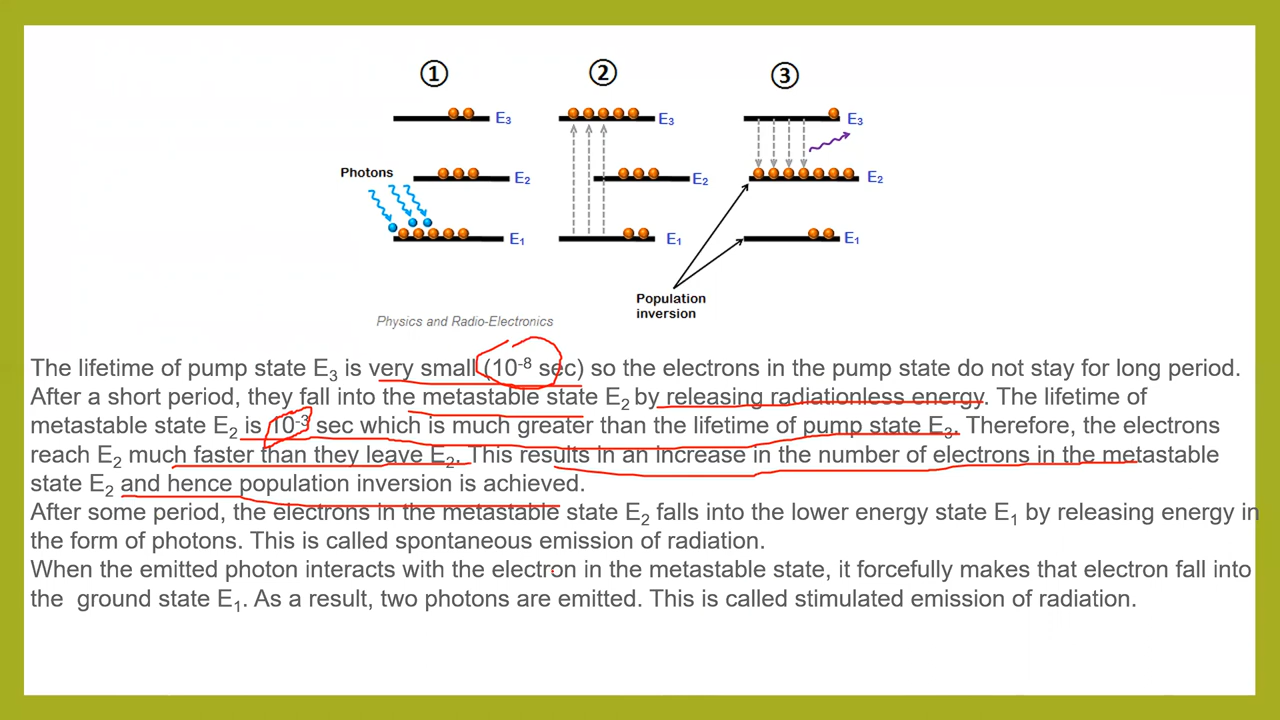 ① ② ③
E₃ E₃ E₃
Photons
E₂ E₂ E₂
E₁ E₁ E₁
Population
inversion
Physics and Radio-Electronics
The lifetime of pump state E₃ is very small (10⁻⁸ sec) so the electrons in the pump state do not stay for long period.
After a short period, they fall into the metastable state E₂ by releasing radiationless energy. The lifetime of
metastable state E₂ is 10⁻³ sec which is much greater than the lifetime of pump state E₃. Therefore, the electrons
reach E₂ much faster than they leave E₂. This results in an increase in the number of electrons in the metastable
state E₂ and hence population inversion is achieved.
After some period, the electrons in the metastable state E₂ falls into the lower energy state E₁ by releasing energy in
the form of photons. This is called spontaneous emission of radiation.
When the emitted photon interacts with the electron in the metastable state, it forcefully makes that electron fall into
the ground state E₁. As a result, two photons are emitted. This is called stimulated emission of radiation.